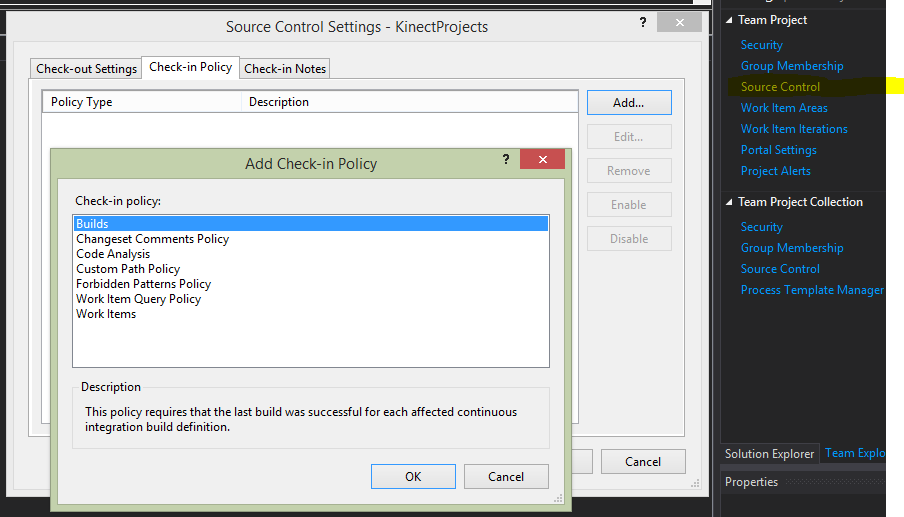 Source Control Settings - KinectProjects
?
Check-out Settings
Check-in Policy
Check-in Notes
Policy Type
Description
Add...
Edit...
Remove
Enable
Disable
Add Check-in Policy
?
Check-in policy:
Builds
Changeset Comments Policy
Code Analysis
Custom Path Policy
Forbidden Patterns Policy
Work Item Query Policy
Work Items
Description
This policy requires that the last build was successful for each affected continuous
integration build definition.
OK
Cancel
Cancel
Team Project
Security
Group Membership
Source Control
Work Item Areas
Work Item Iterations
Portal Settings
Project Alerts
Team Project Collection
Security
Group Membership
Source Control
Process Template Manager
Solution Explorer
Team Explo
Properties